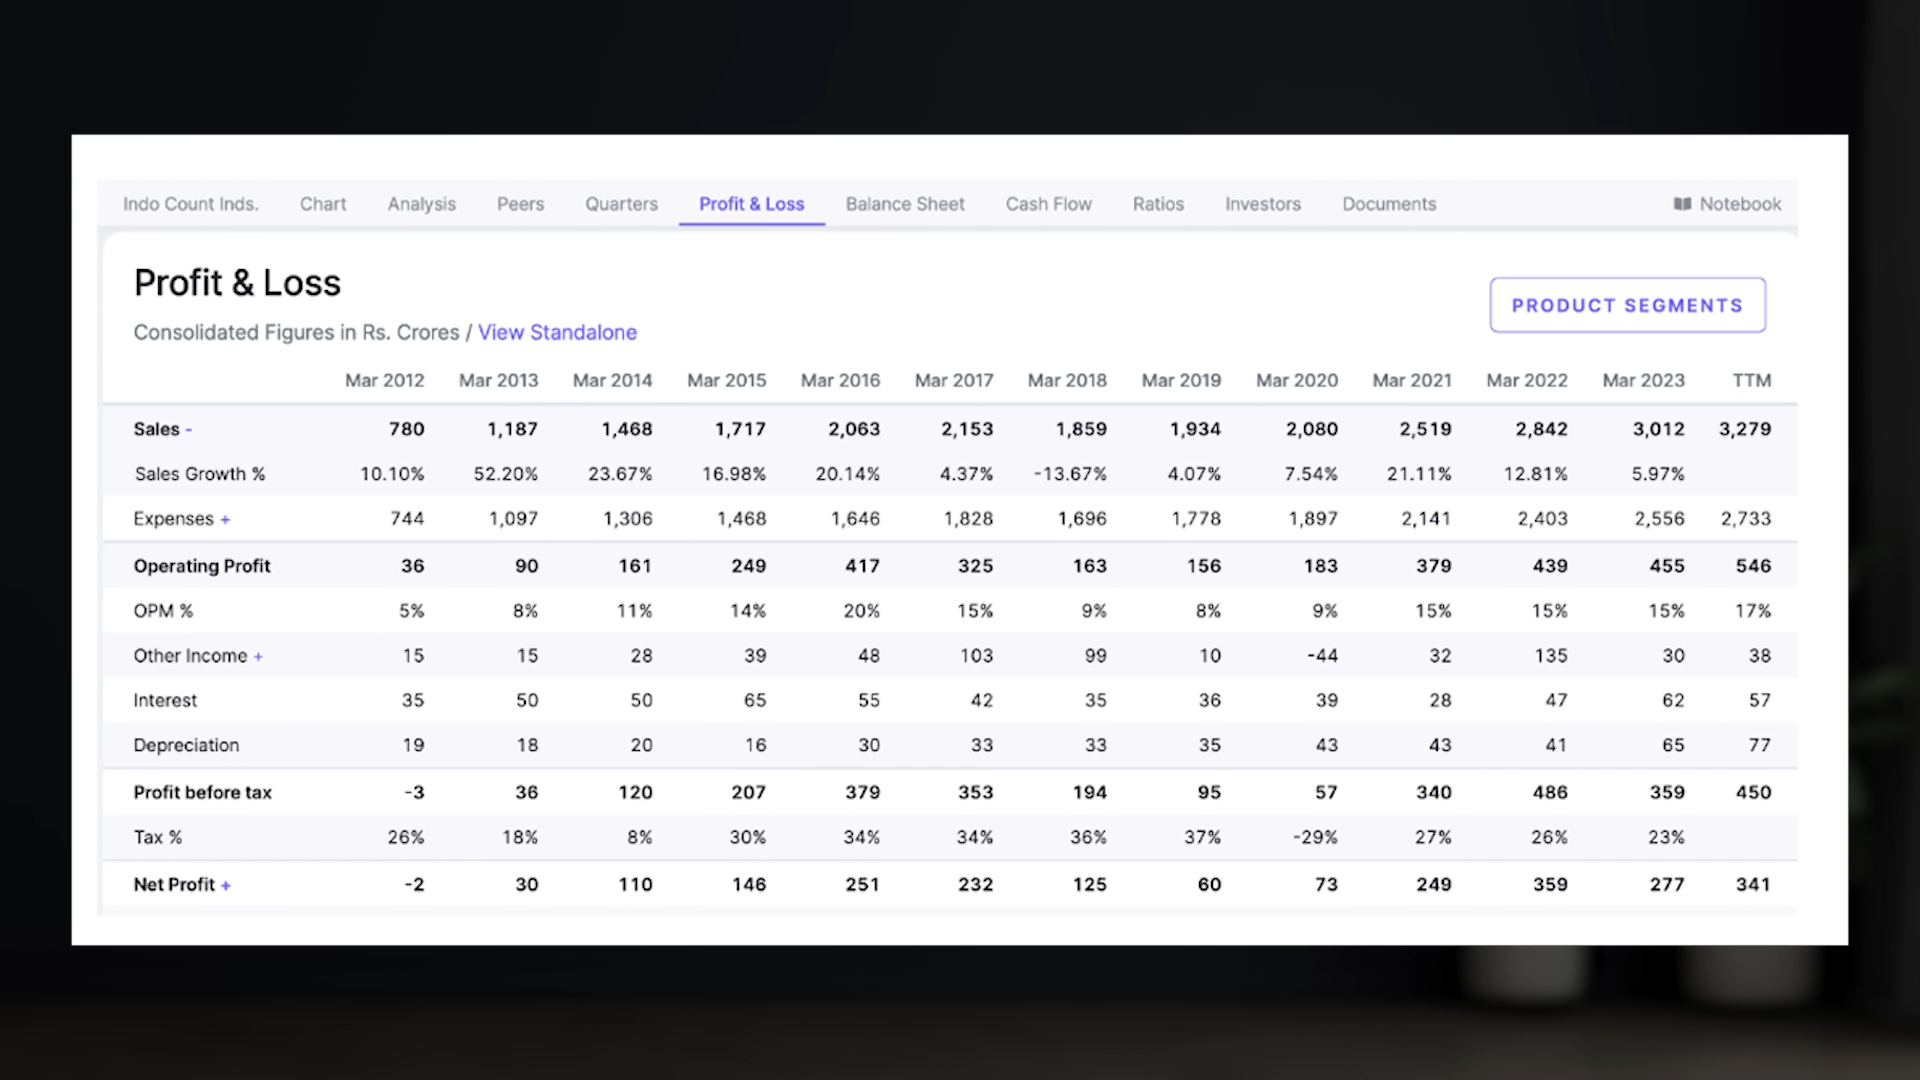 Indo Count Inds. Chart Analysis Peers Quarters Profit & Loss Balance Sheet Cash Flow Ratios Investors Documents Notebook
Profit & Loss
PRODUCT SEGMENTS
Consolidated Figures in Rs. Crores / View Standalone
Mar 2012 Mar 2013 Mar 2014 Mar 2015 Mar 2016 Mar 2017 Mar 2018 Mar 2019 Mar 2020 Mar 2021 Mar 2022 Mar 2023 TTM
Sales - 780 1,187 1,468 1,717 2,063 2,153 1,859 1,934 2,080 2,519 2,842 3,012 3,279
Sales Growth % 10.10% 52.20% 23.67% 16.98% 20.14% 4.37% -13.67% 4.07% 7.54% 21.11% 12.81% 5.97%
Expenses + 744 1,097 1,306 1,468 1,646 1,828 1,696 1,778 1,897 2,141 2,403 2,556 2,733
Operating Profit 36 90 161 249 417 325 163 156 183 379 439 455 546
OPM % 5% 8% 11% 14% 20% 15% 9% 8% 9% 15% 15% 15% 17%
Other Income + 15 15 28 39 48 103 99 10 -44 32 135 30 38
Interest 35 50 50 65 55 42 35 36 39 28 47 62 57
Depreciation 19 18 20 16 30 33 33 35 43 43 41 65 77
Profit before tax -3 36 120 207 379 353 194 95 57 340 486 359 450
Tax % 26% 18% 8% 30% 34% 34% 36% 37% -29% 27% 26% 23%
Net Profit + -2 30 110 146 251 232 125 60 73 249 359 277 341